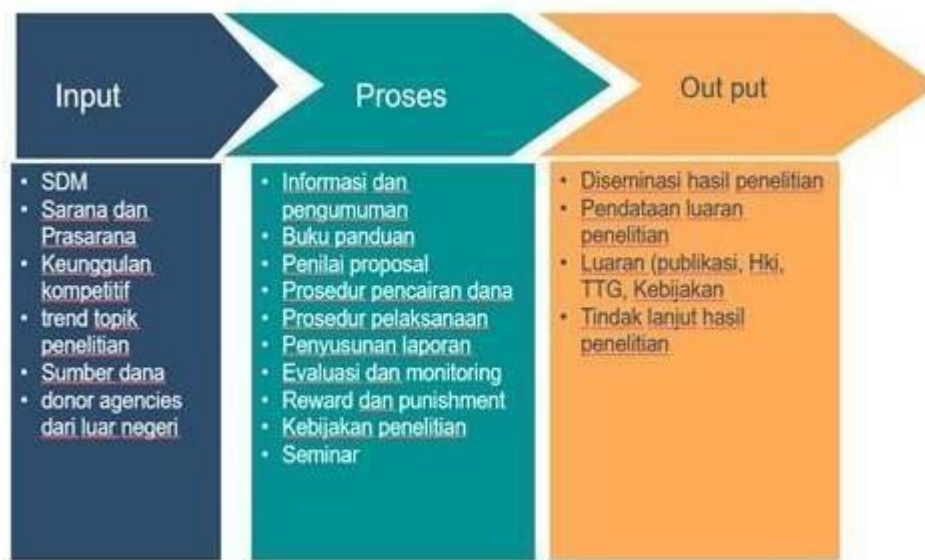 Input
Proses
Out put
• SDM
• Sarana dan
Prasarana
• Keunggulan
kompetitif
• trend topik
penelitian
• Sumber dana
• donor agencies
dari luar negeri
• Informasi dan
pengumuman
• Buku panduan
• Penilai proposal
• Prosedur pencairan dana
• Prosedur pelaksanaan
• Penyusunan laporan
• Evaluasi dan monitoring
• Reward dan punishment
• Kebijakan penelitian
• Seminar
• Diseminasi hasil penelitian
• Pendataan luaran
penelitian
• Luaran (publikasi, Hki,
TTG, Kebijakan
• Tindak lanjut hasil
penelitian